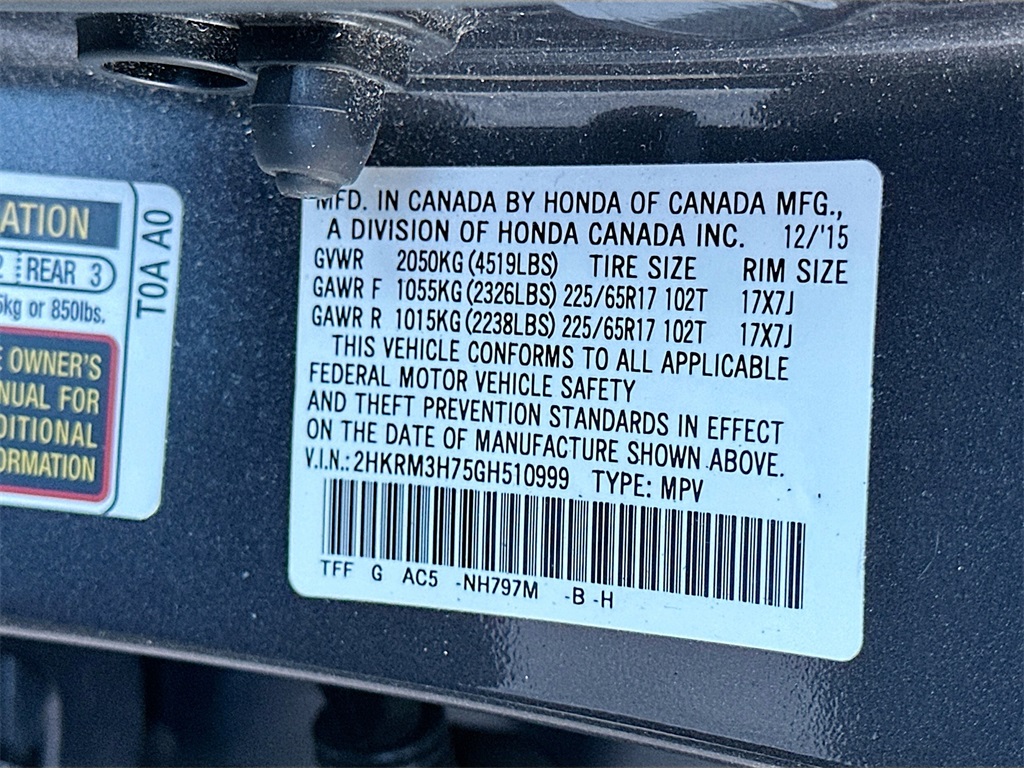 ATION
2 REAR 3
kg or 850lbs.
OWNER'S
NUAL FOR
DITIONAL
ORMATION
T0A A0
MFD. IN CANADA BY HONDA OF CANADA MFG.,
A DIVISION OF HONDA CANADA INC. 12/'15
GVWR 2050KG (4519LBS) TIRE SIZE RIM SIZE
GAWR F 1055KG (2326LBS) 225/65R17 102T 17X7J
GAWR R 1015KG (2238LBS) 225/65R17 102T 17X7J
THIS VEHICLE CONFORMS TO ALL APPLICABLE
FEDERAL MOTOR VEHICLE SAFETY
AND THEFT PREVENTION STANDARDS IN EFFECT
ON THE DATE OF MANUFACTURE SHOWN ABOVE.
V.I.N.: 2HKRM3H75GH510999 TYPE: MPV
TFF G AC5 -NH797M -B -H